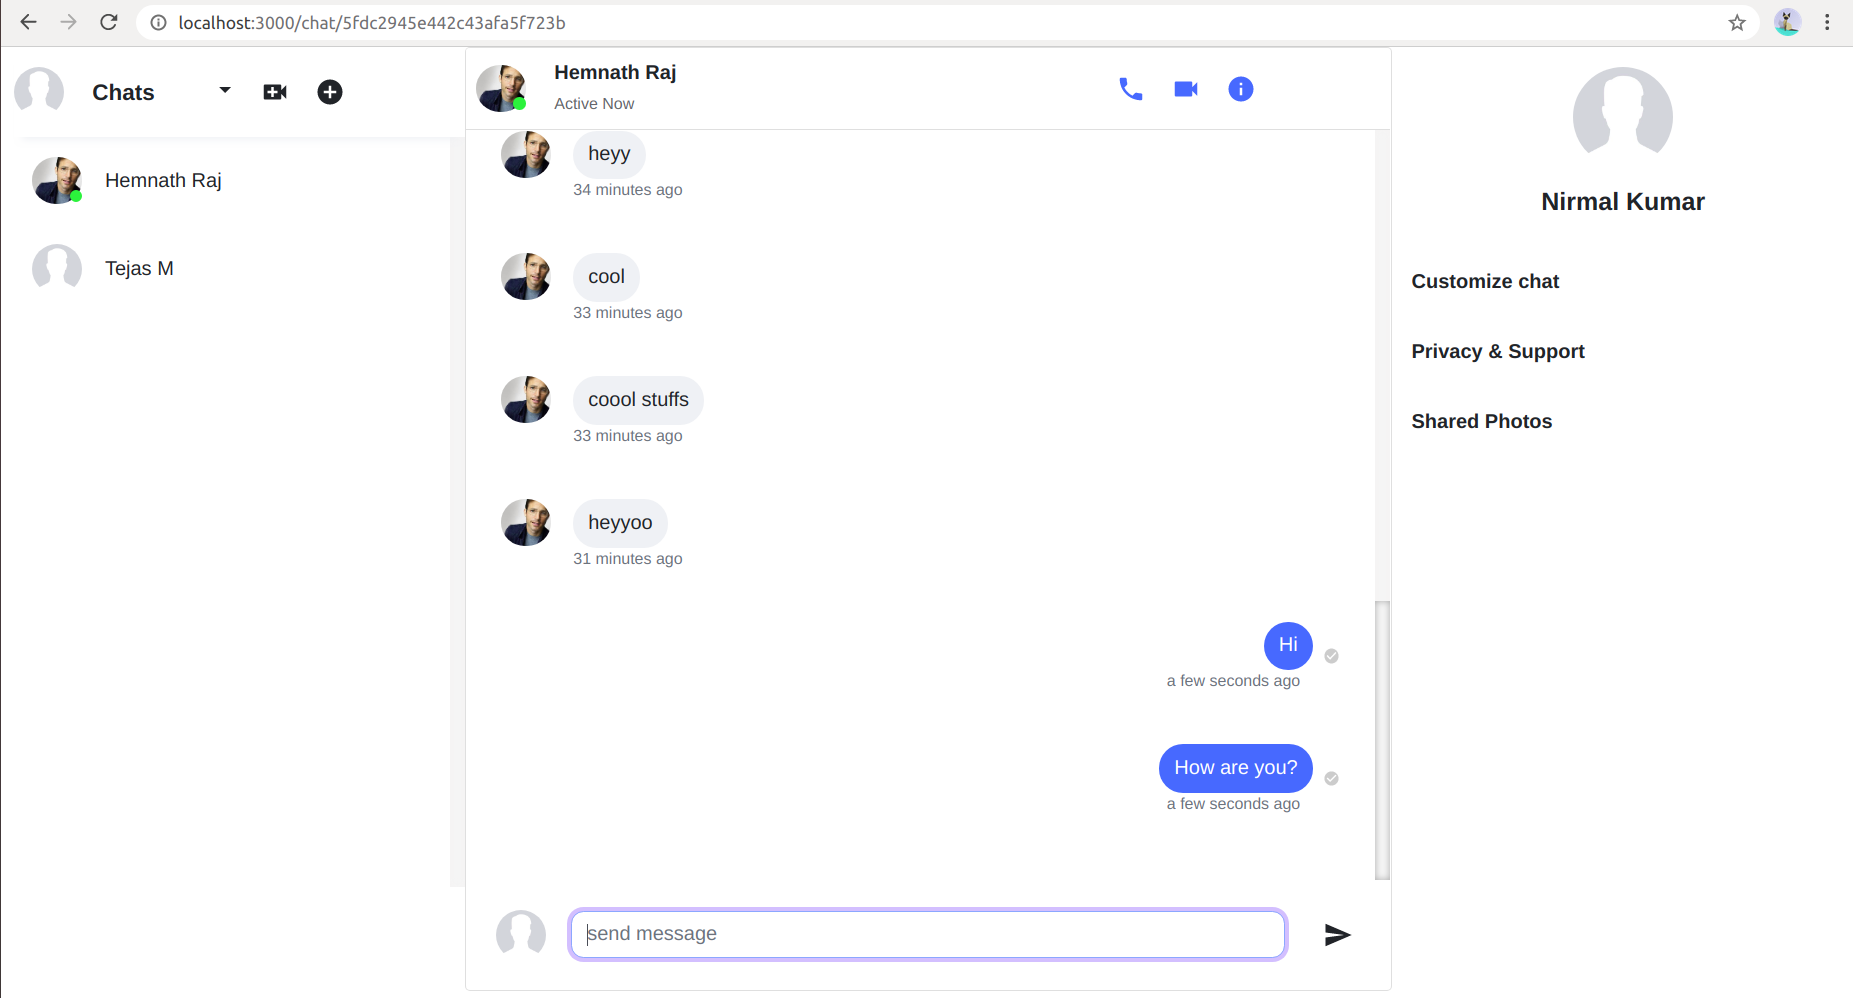 localhost:3000/chat/5fdc2945e442c43afa5f723b
Chats
Hemnath Raj
Tejas M
Hemnath Raj
Active Now
heyy
34 minutes ago
cool
33 minutes ago
coool stuffs
33 minutes ago
heyyoo
31 minutes ago
Hi
a few seconds ago
How are you?
a few seconds ago
send message
Nirmal Kumar
Customize chat
Privacy & Support
Shared Photos